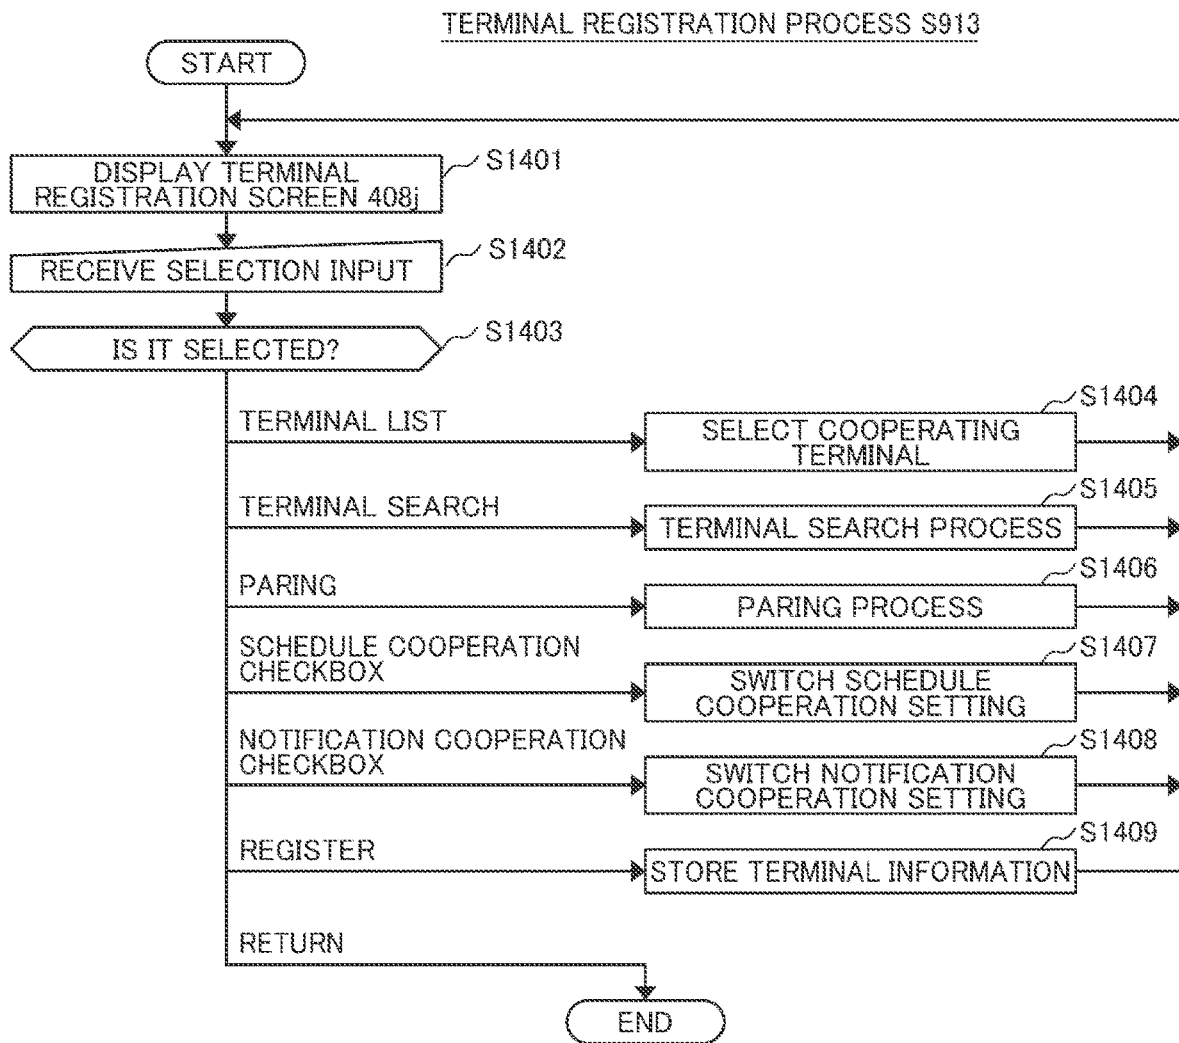 TERMINAL REGISTRATION PROCESS S913
START
S1401
DISPLAY TERMINAL
REGISTRATION SCREEN 408j
S1402
RECEIVE SELECTION INPUT
S1403
IS IT SELECTED?
S1404
TERMINAL LIST
SELECT COOPERATING
TERMINAL
S1405
TERMINAL SEARCH
TERMINAL SEARCH PROCESS
S1406
PARING
PARING PROCESS
S1407
SCHEDULE COOPERATION
CHECKBOX
SWITCH SCHEDULE
COOPERATION SETTING
S1408
NOTIFICATION COOPERATION
CHECKBOX
SWITCH NOTIFICATION
COOPERATION SETTING
S1409
REGISTER
STORE TERMINAL INFORMATION
RETURN
END